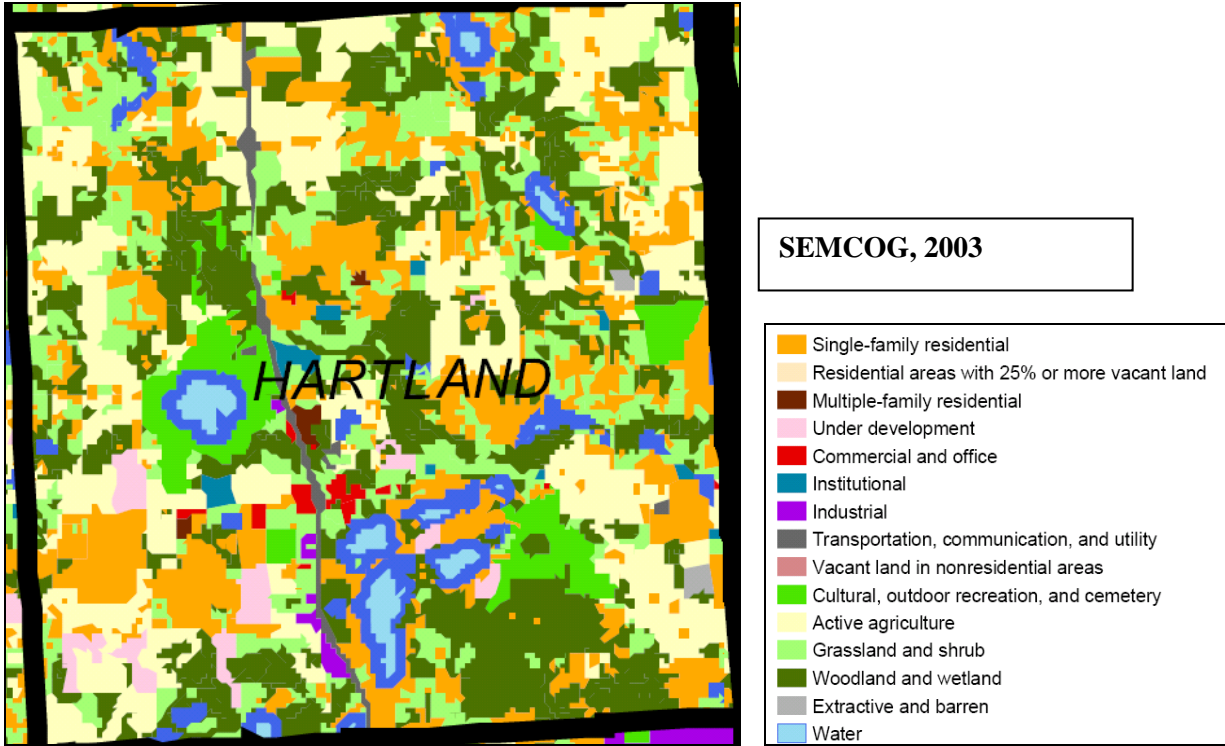 SEMCOG, 2003
HARTLAND
Single-family residential
Residential areas with 25% or more vacant land
Multiple-family residential
Under development
Commercial and office
Institutional
Industrial
Transportation, communication, and utility
Vacant land in nonresidential areas
Cultural, outdoor recreation, and cemetery
Active agriculture
Grassland and shrub
Woodland and wetland
Extractive and barren
Water